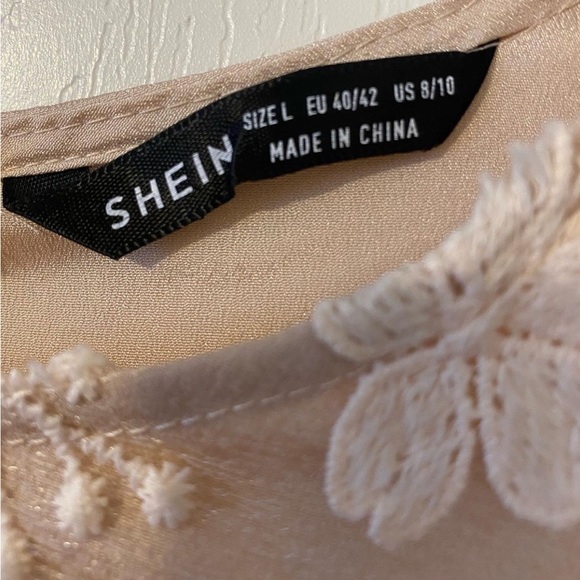 SHEIN
SIZE L EU 40/42 US 8/10
MADE IN CHINA